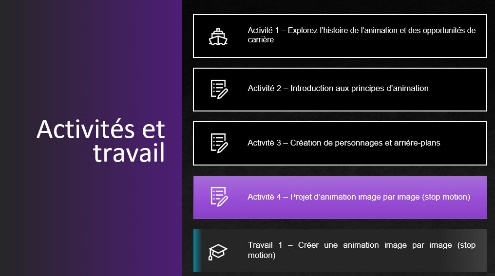 Activités et
travail
Activité 1 – Explorez l'histoire de l'animation et des opportunités de
carrière
Activité 2 – Introduction aux principes d'animation
Activité 3 – Création de personnages et arrière-plans
Activité 4 – Projet d'animation image par image (stop motion)
Travail 1 – Créer une animation image par image (stop
motion)